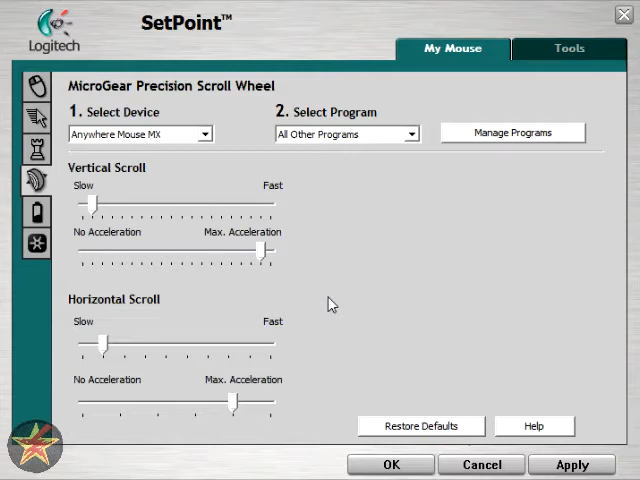 SetPoint™
Logitech
My Mouse
Tools
MicroGear Precision Scroll Wheel
1. Select Device
2. Select Program
Anywhere Mouse MX
All Other Programs
Manage Programs
Vertical Scroll
Slow
Fast
No Acceleration
Max. Acceleration
Horizontal Scroll
Slow
Fast
No Acceleration
Max. Acceleration
Restore Defaults
Help
OK
Cancel
Apply